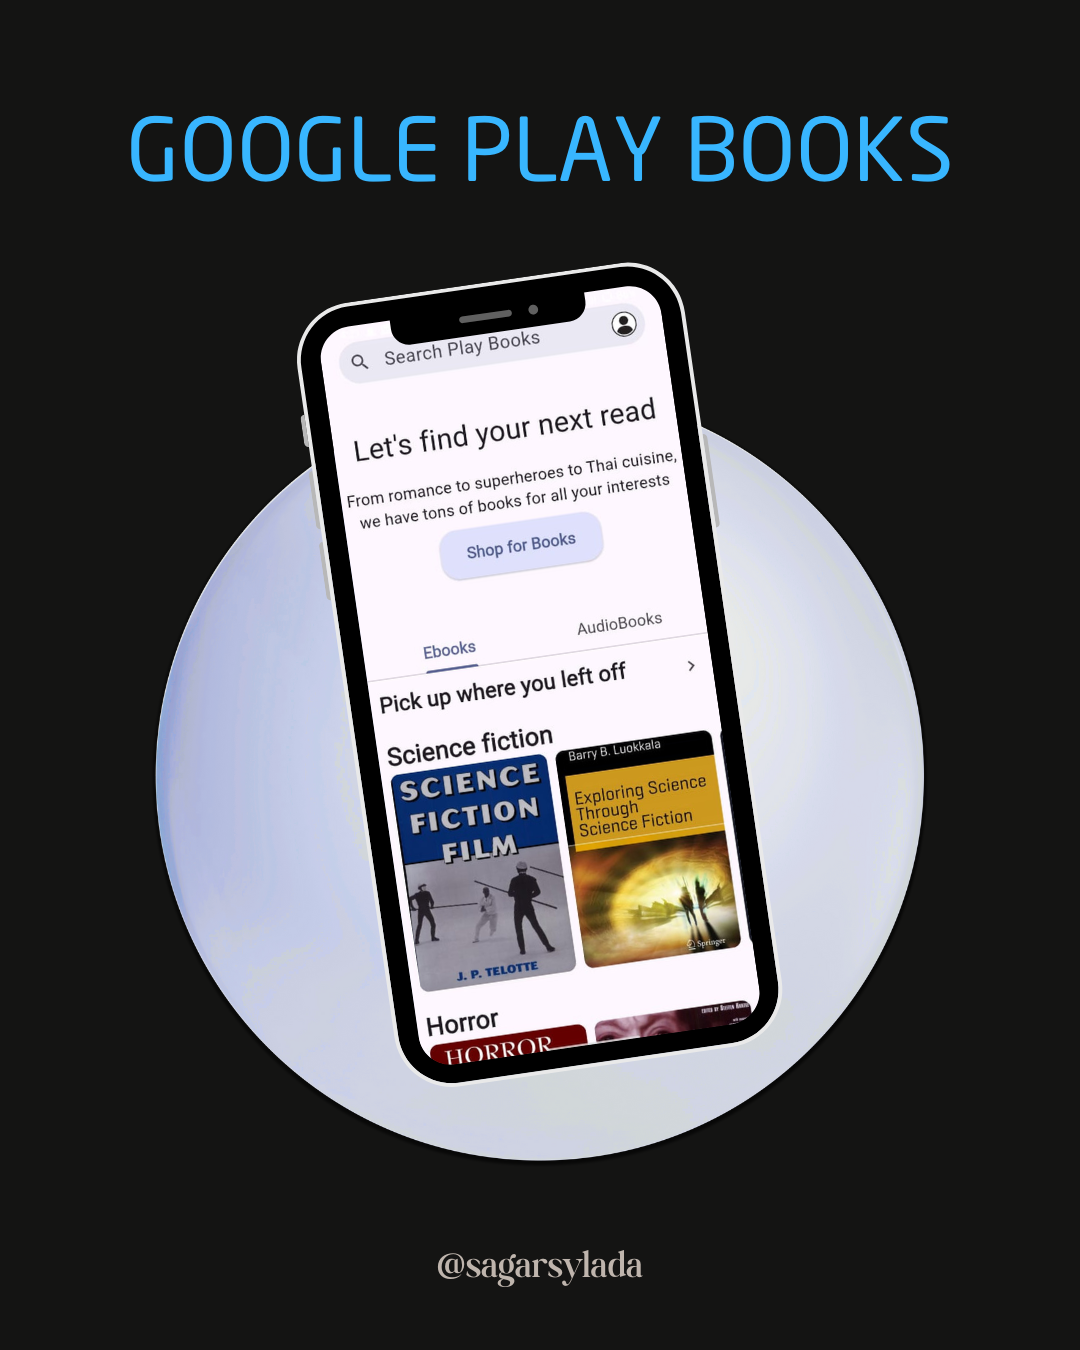 GOOGLE PLAY BOOKS
Search Play Books
Let's find your next read
From romance to superheroes to Thai cuisine,
we have tons of books for all your interests
Shop for Books
Ebooks
AudioBooks
Pick up where you left off
Science fiction
SCIENCE
FICTION
FILM
J. P. TELOTTE
Barry B. Luokkala
Exploring Science
Through
Science Fiction
Springer
Horror
HORROR
@sagarsylada